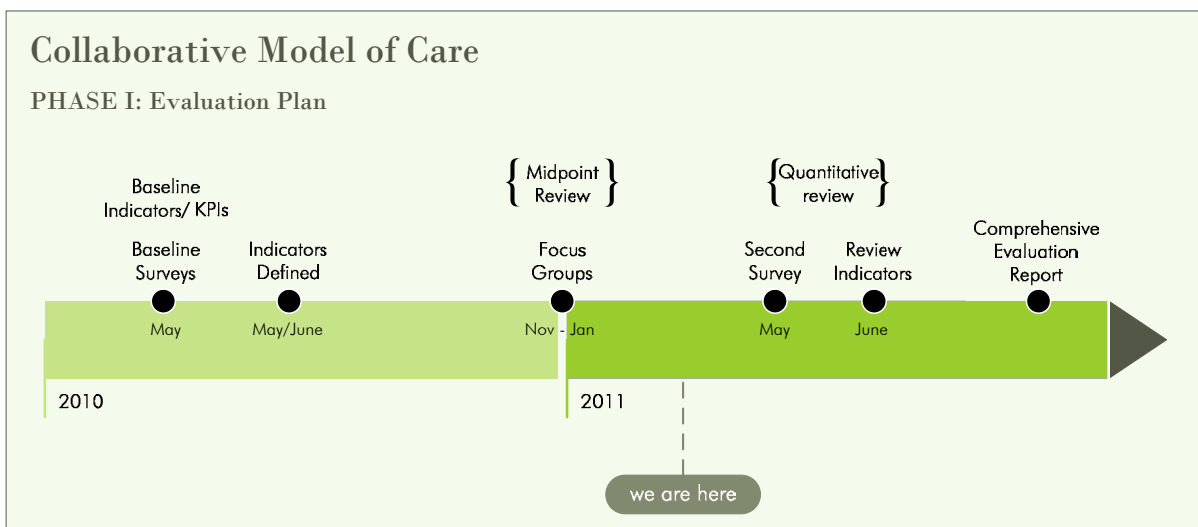 Collaborative Model of Care
PHASE I: Evaluation Plan
Baseline
Indicators/ KPIs
Baseline
Surveys
May
Indicators
Defined
May/June
{ Midpoint
Review }
Focus
Groups
Nov - Jan
{ Quantitative
review }
Second
Survey
May
Review
Indicators
June
Comprehensive
Evaluation
Report
2010
2011
we are here